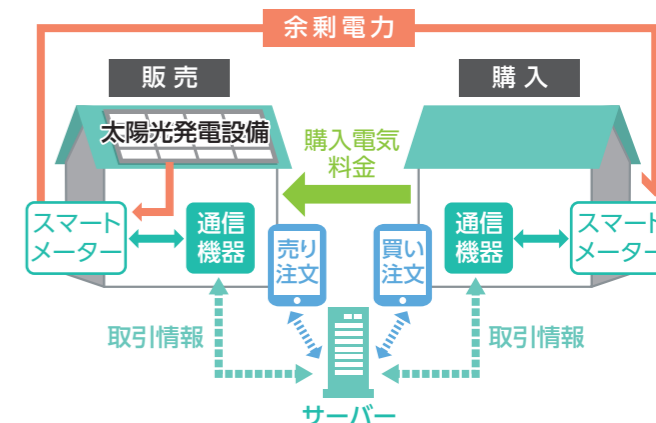 余剰電力
販売
購入
太陽光発電設備
購入電気
料金
スマート
メーター
通信
機器
売り
注文
買い
注文
通信
機器
スマート
メーター
取引情報
取引情報
サーバー